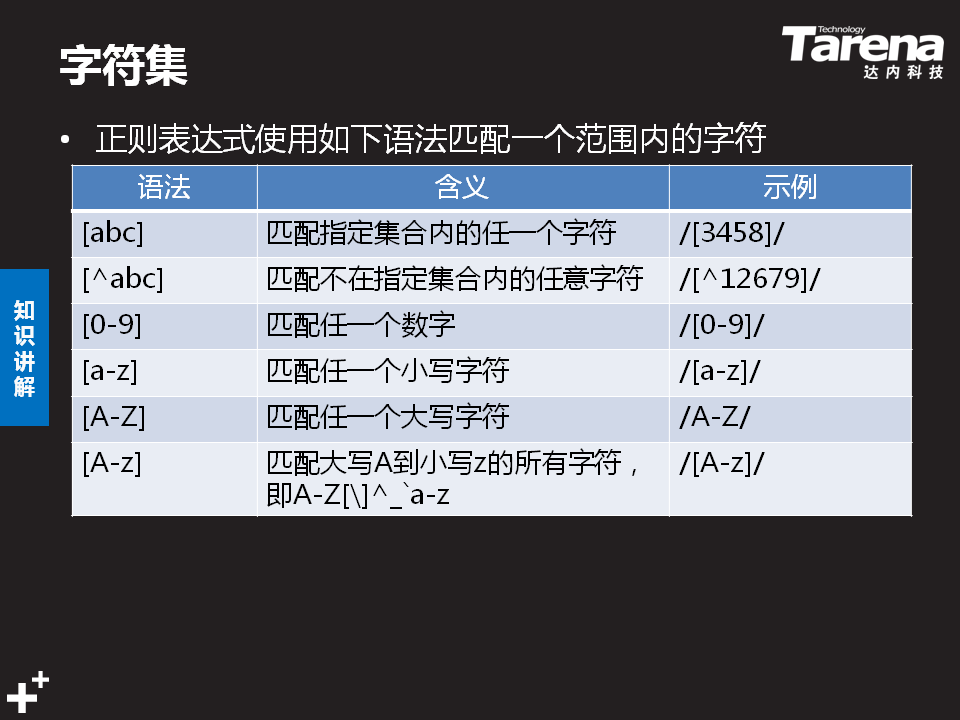 字符集
Technology
Tarena
达内科技
• 正则表达式使用如下语法匹配一个范围内的字符
语法 含义 示例
[abc] 匹配指定集合内的任一个字符 /[3458]/
[^abc] 匹配不在指定集合内的任意字符 /[^12679]/
[0-9] 匹配任一个数字 /[0-9]/
[a-z] 匹配任一个小写字符 /[a-z]/
[A-Z] 匹配任一个大写字符 /A-Z/
[A-z] 匹配大写A到小写z的所有字符， /[A-z]/
即A-Z[\]^_`a-z
知识讲解